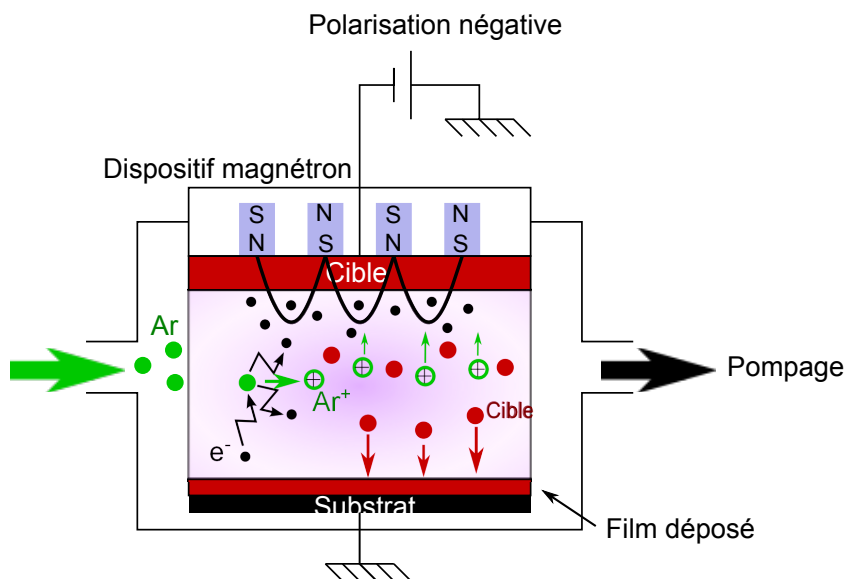 Polarisation négative
Dispositif magnétron
S N S N
N S N S
Cible
Ar
Pompage
Ar⁺
Cible
e⁻
Substrat
Film déposé